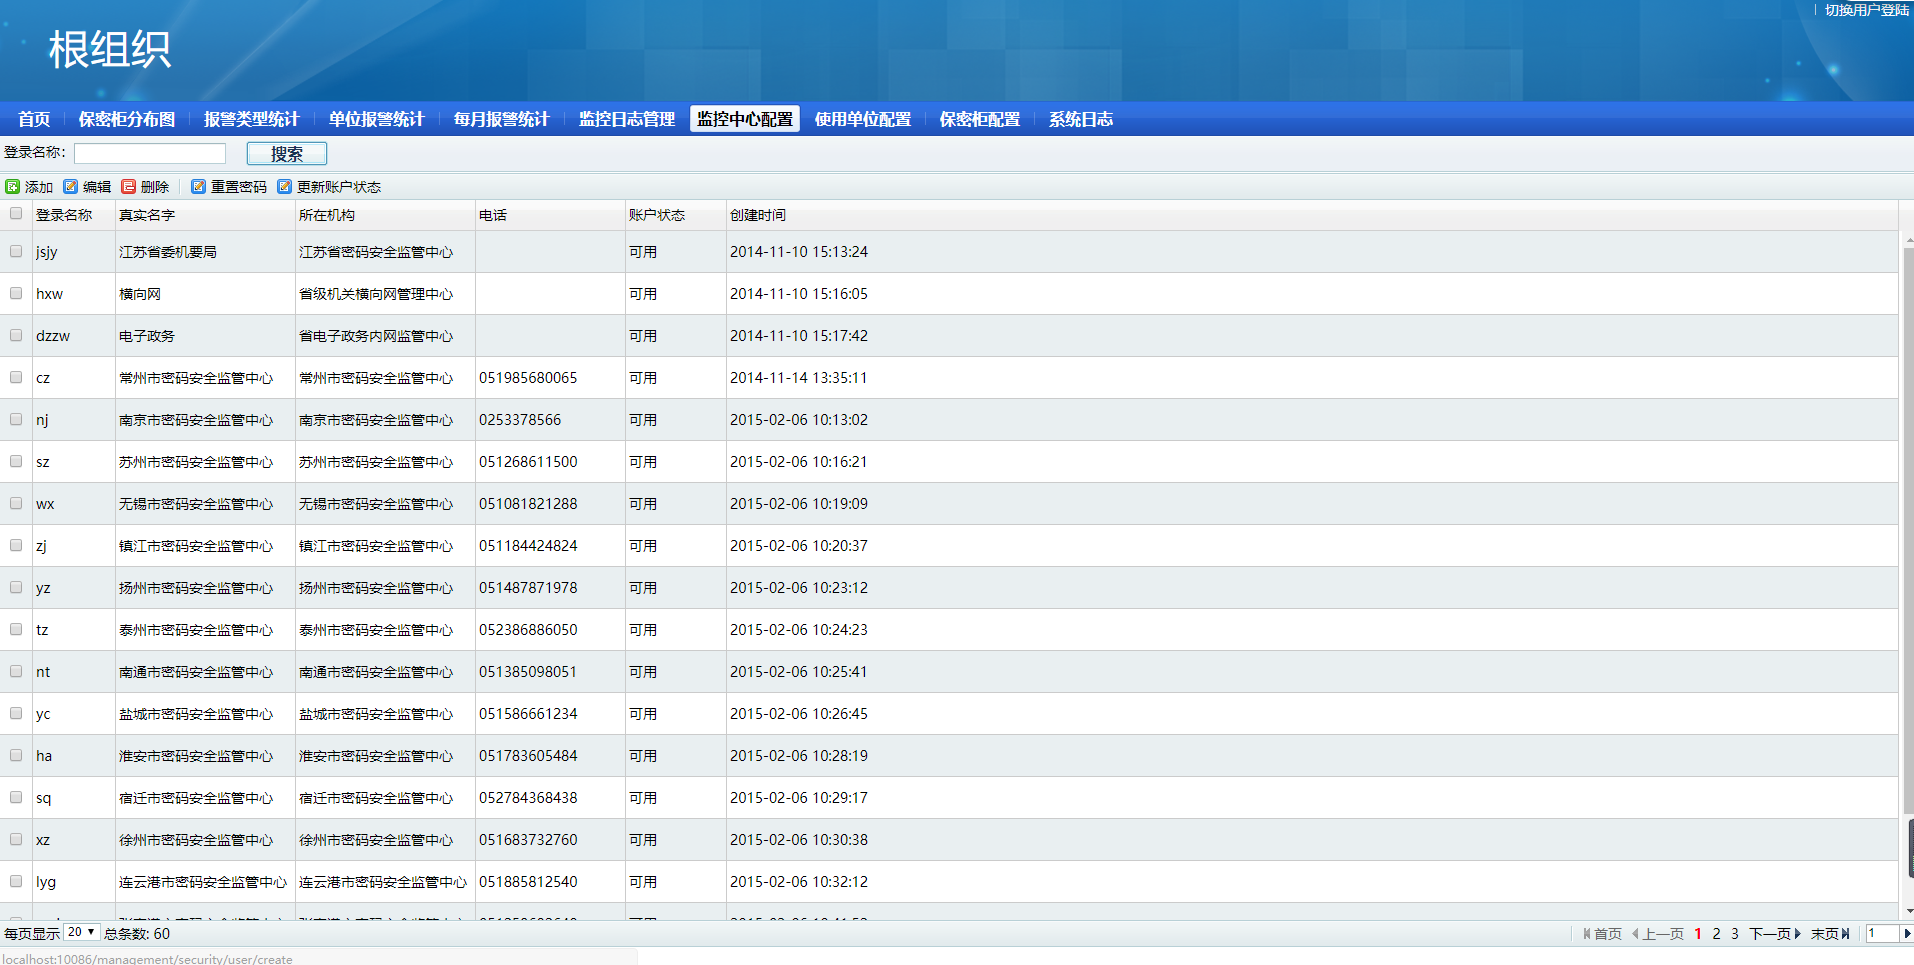 切换用户登陆
根组织
首页 保密柜分布图 报警类型统计 单位报警统计 每月报警统计 监控日志管理 监控中心配置 使用单位配置 保密柜配置 系统日志
登录名称: 搜索
添加 编辑 删除 重置密码 更新账户状态
登录名称 真实名字 所在机构 电话 账户状态 创建时间
jsjy 江苏省委机要局 江苏省密码安全监管中心 可用 2014-11-10 15:13:24
hxw 横向网 省级机关横向网管理中心 可用 2014-11-10 15:16:05
dzzw 电子政务 省电子政务内网监管中心 可用 2014-11-10 15:17:42
cz 常州市密码安全监管中心 常州市密码安全监管中心 051985680065 可用 2014-11-14 13:35:11
nj 南京市密码安全监管中心 南京市密码安全监管中心 0253378566 可用 2015-02-06 10:13:02
sz 苏州市密码安全监管中心 苏州市密码安全监管中心 051268611500 可用 2015-02-06 10:16:21
wx 无锡市密码安全监管中心 无锡市密码安全监管中心 051081821288 可用 2015-02-06 10:19:09
zj 镇江市密码安全监管中心 镇江市密码安全监管中心 051184424824 可用 2015-02-06 10:20:37
yz 扬州市密码安全监管中心 扬州市密码安全监管中心 051487871978 可用 2015-02-06 10:23:12
tz 泰州市密码安全监管中心 泰州市密码安全监管中心 052386886050 可用 2015-02-06 10:24:23
nt 南通市密码安全监管中心 南通市密码安全监管中心 051385098051 可用 2015-02-06 10:25:41
yc 盐城市密码安全监管中心 盐城市密码安全监管中心 051586661234 可用 2015-02-06 10:26:45
ha 淮安市密码安全监管中心 淮安市密码安全监管中心 051783605484 可用 2015-02-06 10:28:19
sq 宿迁市密码安全监管中心 宿迁市密码安全监管中心 052784368438 可用 2015-02-06 10:29:17
xz 徐州市密码安全监管中心 徐州市密码安全监管中心 051683732760 可用 2015-02-06 10:30:38
lyg 连云港市密码安全监管中心 连云港市密码安全监管中心 051885812540 可用 2015-02-06 10:32:12
每页显示 20 总条数: 60 首页 上一页 1 2 3 下一页 末页 1
localhost:10086/management/security/user/create